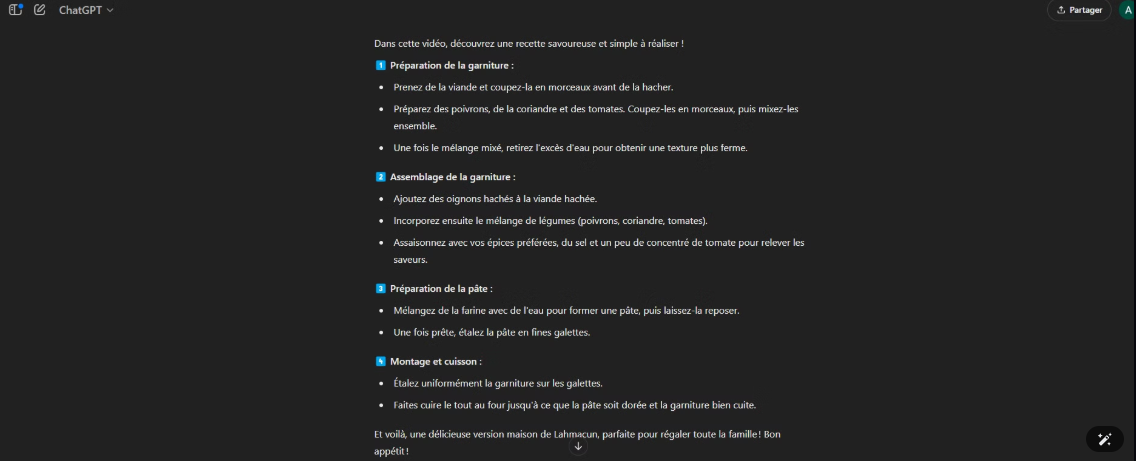 ChatGPT
Partager
A
Dans cette vidéo, découvrez une recette savoureuse et simple à réaliser !
1 Préparation de la garniture :
• Prenez de la viande et coupez-la en morceaux avant de la hacher.
• Préparez des poivrons, de la coriandre et des tomates. Coupez-les en morceaux, puis mixez-les
ensemble.
• Une fois le mélange mixé, retirez l'excès d'eau pour obtenir une texture plus ferme.
2 Assemblage de la garniture :
• Ajoutez des oignons hachés à la viande hachée.
• Incorporez ensuite le mélange de légumes (poivrons, coriandre, tomates).
• Assaisonnez avec vos épices préférées, du sel et un peu de concentré de tomate pour relever les
saveurs.
3 Préparation de la pâte :
• Mélangez de la farine avec de l'eau pour former une pâte, puis laissez-la reposer.
• Une fois prête, étalez la pâte en fines galettes.
4 Montage et cuisson :
• Étalez uniformément la garniture sur les galettes.
• Faites cuire le tout au four jusqu'à ce que la pâte soit dorée et la garniture bien cuite.
Et voilà, une délicieuse version maison de Lahmacun, parfaite pour régaler toute la famille ! Bon
appétit !